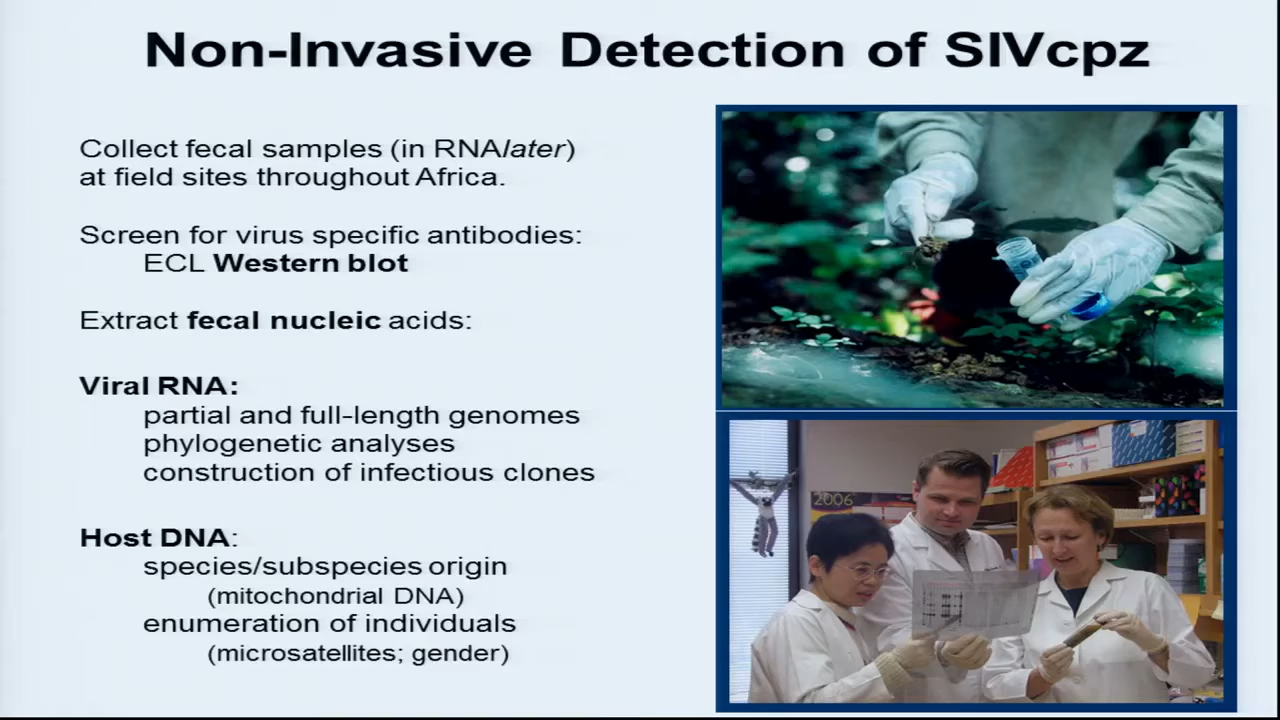 Non-Invasive Detection of SIVcpz
Collect fecal samples (in RNAlater)
at field sites throughout Africa.
Screen for virus specific antibodies:
ECL Western blot
Extract fecal nucleic acids:
Viral RNA:
partial and full-length genomes
phylogenetic analyses
construction of infectious clones
Host DNA:
species/subspecies origin
(mitochondrial DNA)
enumeration of individuals
(microsatellites; gender)
2006